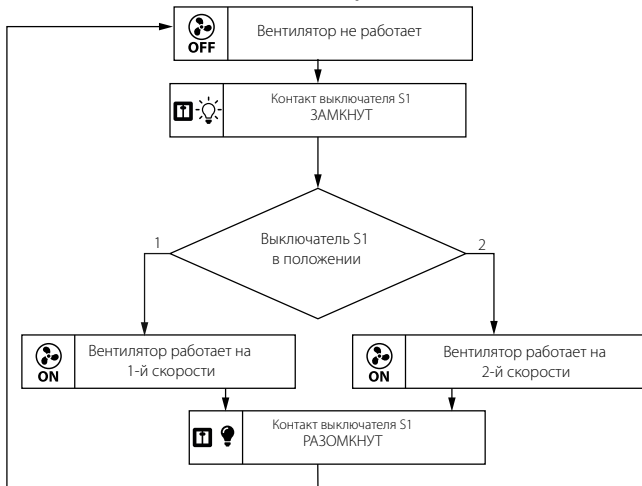 OFF
Вентилятор не работает
Контакт выключателя S1
ЗАМКНУТ
Выключатель S1
в положении
1
2
ON
Вентилятор работает на
1-й скорости
ON
Вентилятор работает на
2-й скорости
Контакт выключателя S1
РАЗОМКНУТ